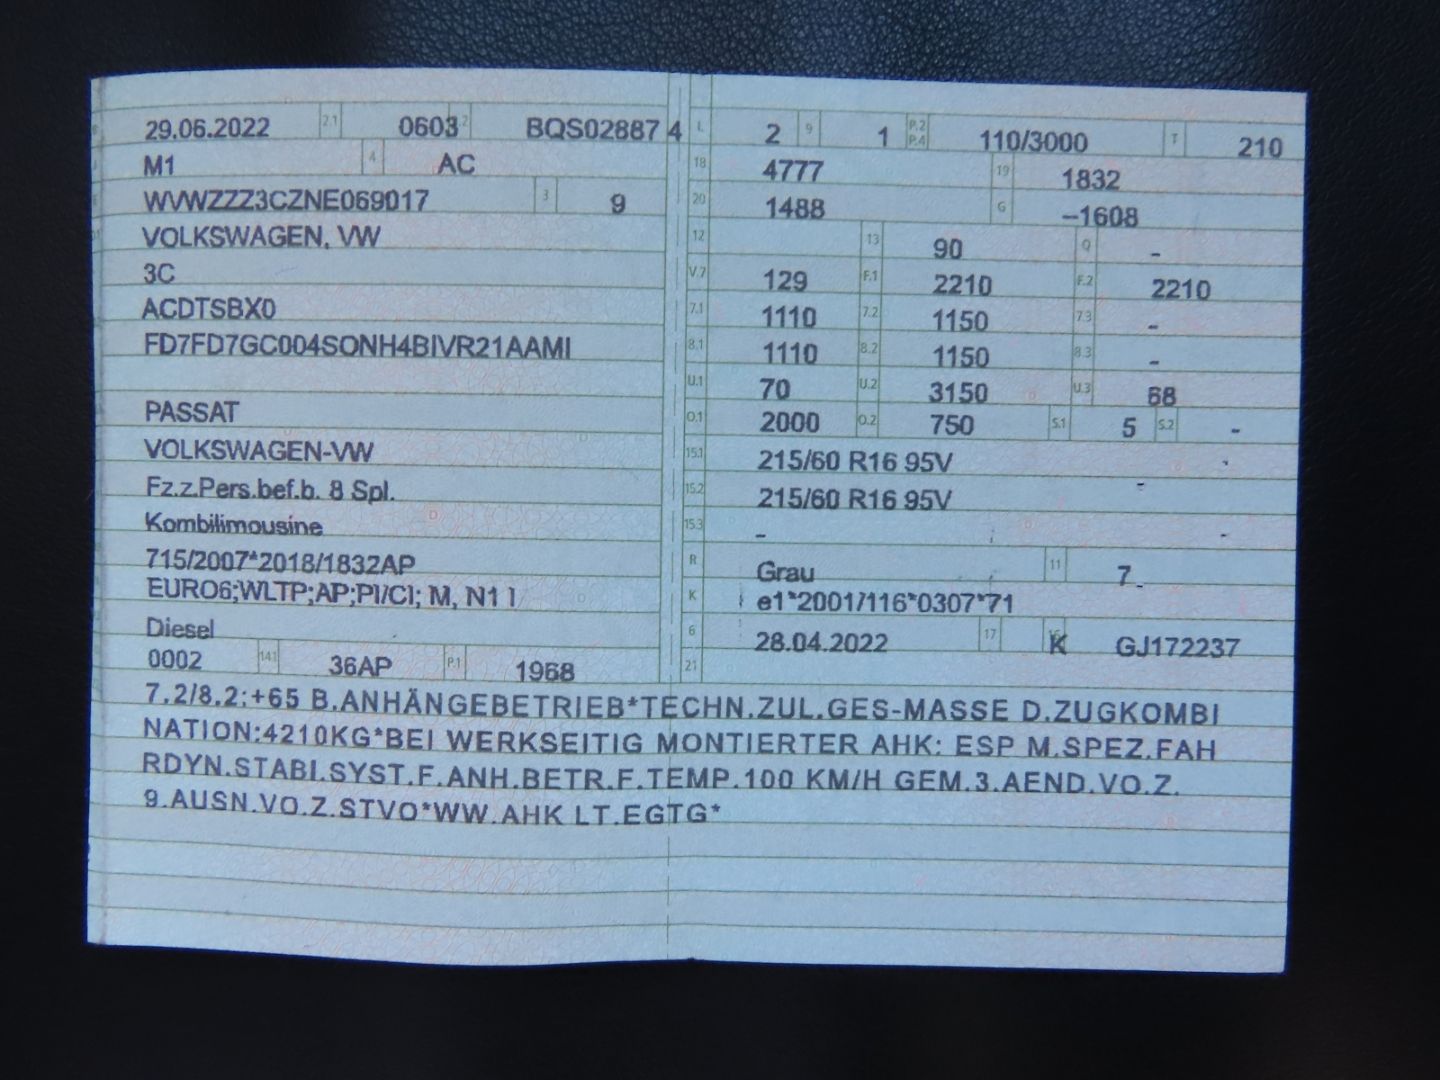 29.06.2022 2.1 0603 2 BQS02887 4
M1 4 AC
WVWZZZ3CZNE069017 3 9
VOLKSWAGEN, VW
3C
ACDTSBX0
FD7FD7GC004SONH4BIVR21AAMI
PASSAT
VOLKSWAGEN-VW
Fz.z.Pers.bef.b. 8 Spl.
Kombilimousine
715/2007*2018/1832AP
EURO6;WLTP;AP;PI/CI; M, N1 I
Diesel
0002 14.1 36AP P.1 1968
L 2 9 1 P.2 P.4 110/3000 T 210
18 4777 19 1832
20 1488 G –1608
12 13 90 Q -
V.7 129 F.1 2210 F.2 2210
7.1 1110 7.2 1150 7.3 -
8.1 1110 8.2 1150 8.3 -
U.1 70 U.2 3150 U.3 68
O.1 2000 O.2 750 S.1 5 S.2 -
15.1 215/60 R16 95V
15.2 215/60 R16 95V
15.3 -
R Grau 11 7
K e1*2001/116*0307*71
6 28.04.2022 17 K GJ172237
21
7.2/8.2:+65 B.ANHÄNGEBETRIEB*TECHN.ZUL.GES-MASSE D.ZUGKOMBI
NATION:4210KG*BEI WERKSEITIG MONTIERTER AHK: ESP M.SPEZ.FAH
RDYN.STABI.SYST.F.ANH.BETR.F.TEMP.100 KM/H GEM.3.AEND.VO.Z.
9.AUSN.VO.Z.STVO*WW.AHK LT.EGTG*